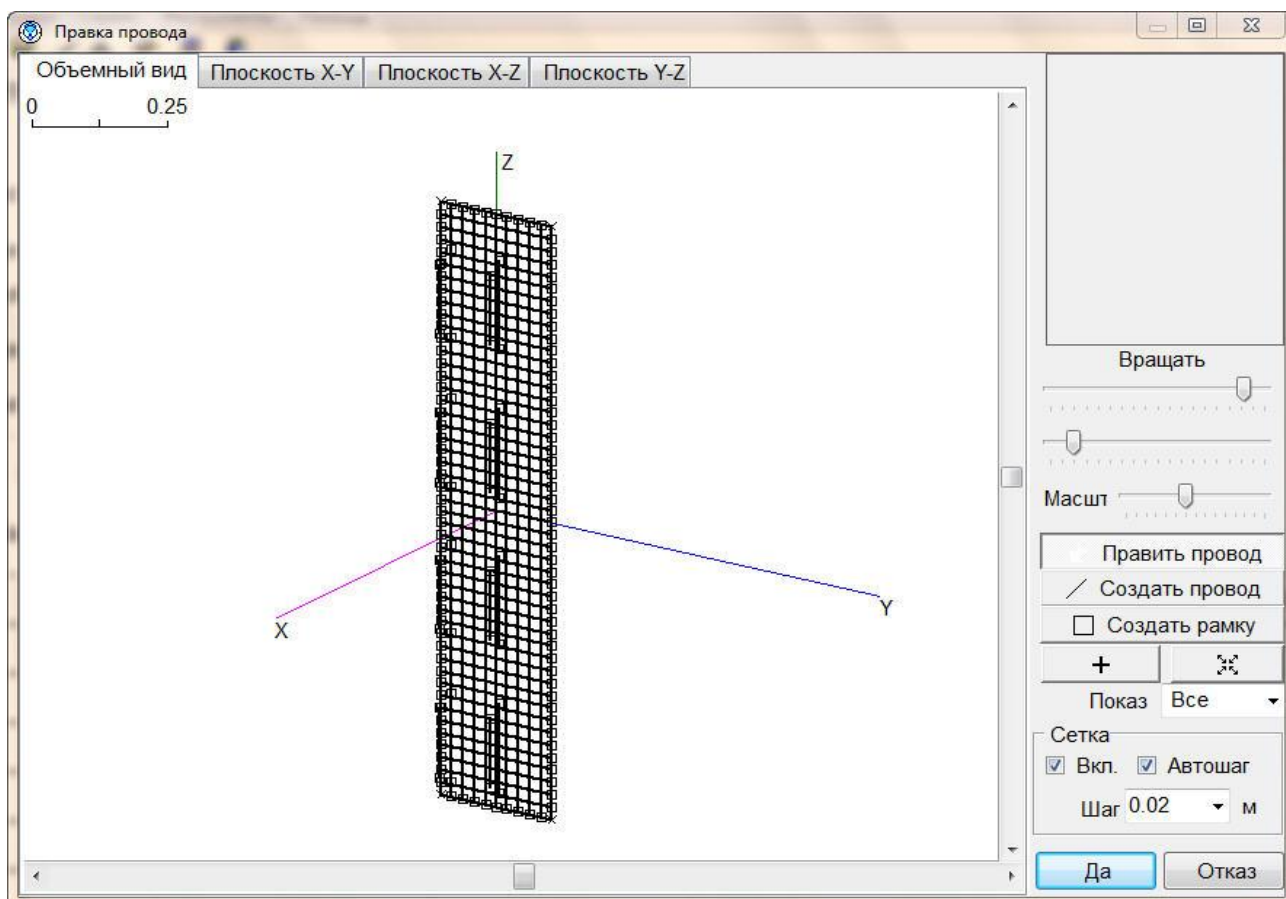 Правка провода
Объемный вид
Плоскость X-Y
Плоскость X-Z
Плоскость Y-Z
0 0.25
Z
X
Y
Вращать
Масшт
Править провод
Создать провод
Создать рамку
+
Показ Все
Сетка
Вкл. Автошаг
Шаг 0.02 м
Да Отказ